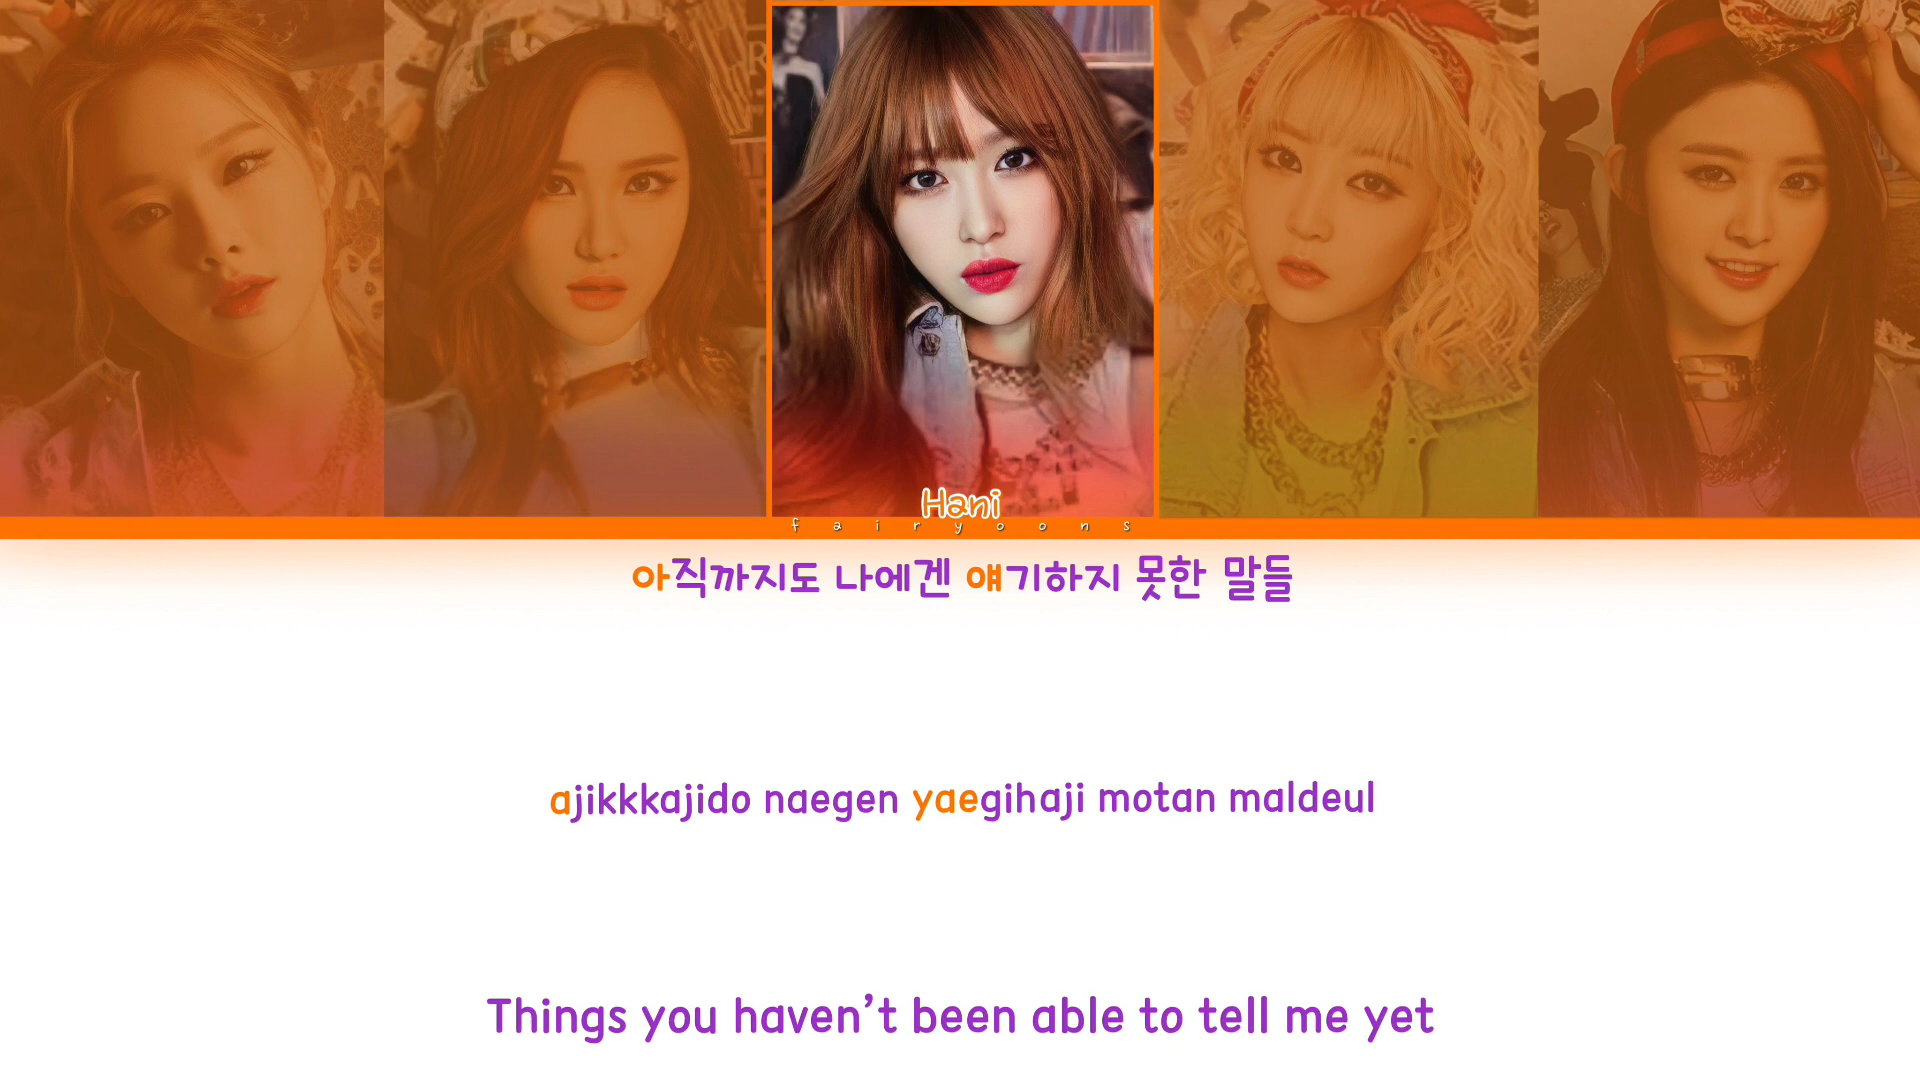 Hani
fairyoons
아직까지도 나에겐 얘기하지 못한 말들
ajikkkajido naegen yaegihaji motan maldeul
Things you haven't been able to tell me yet